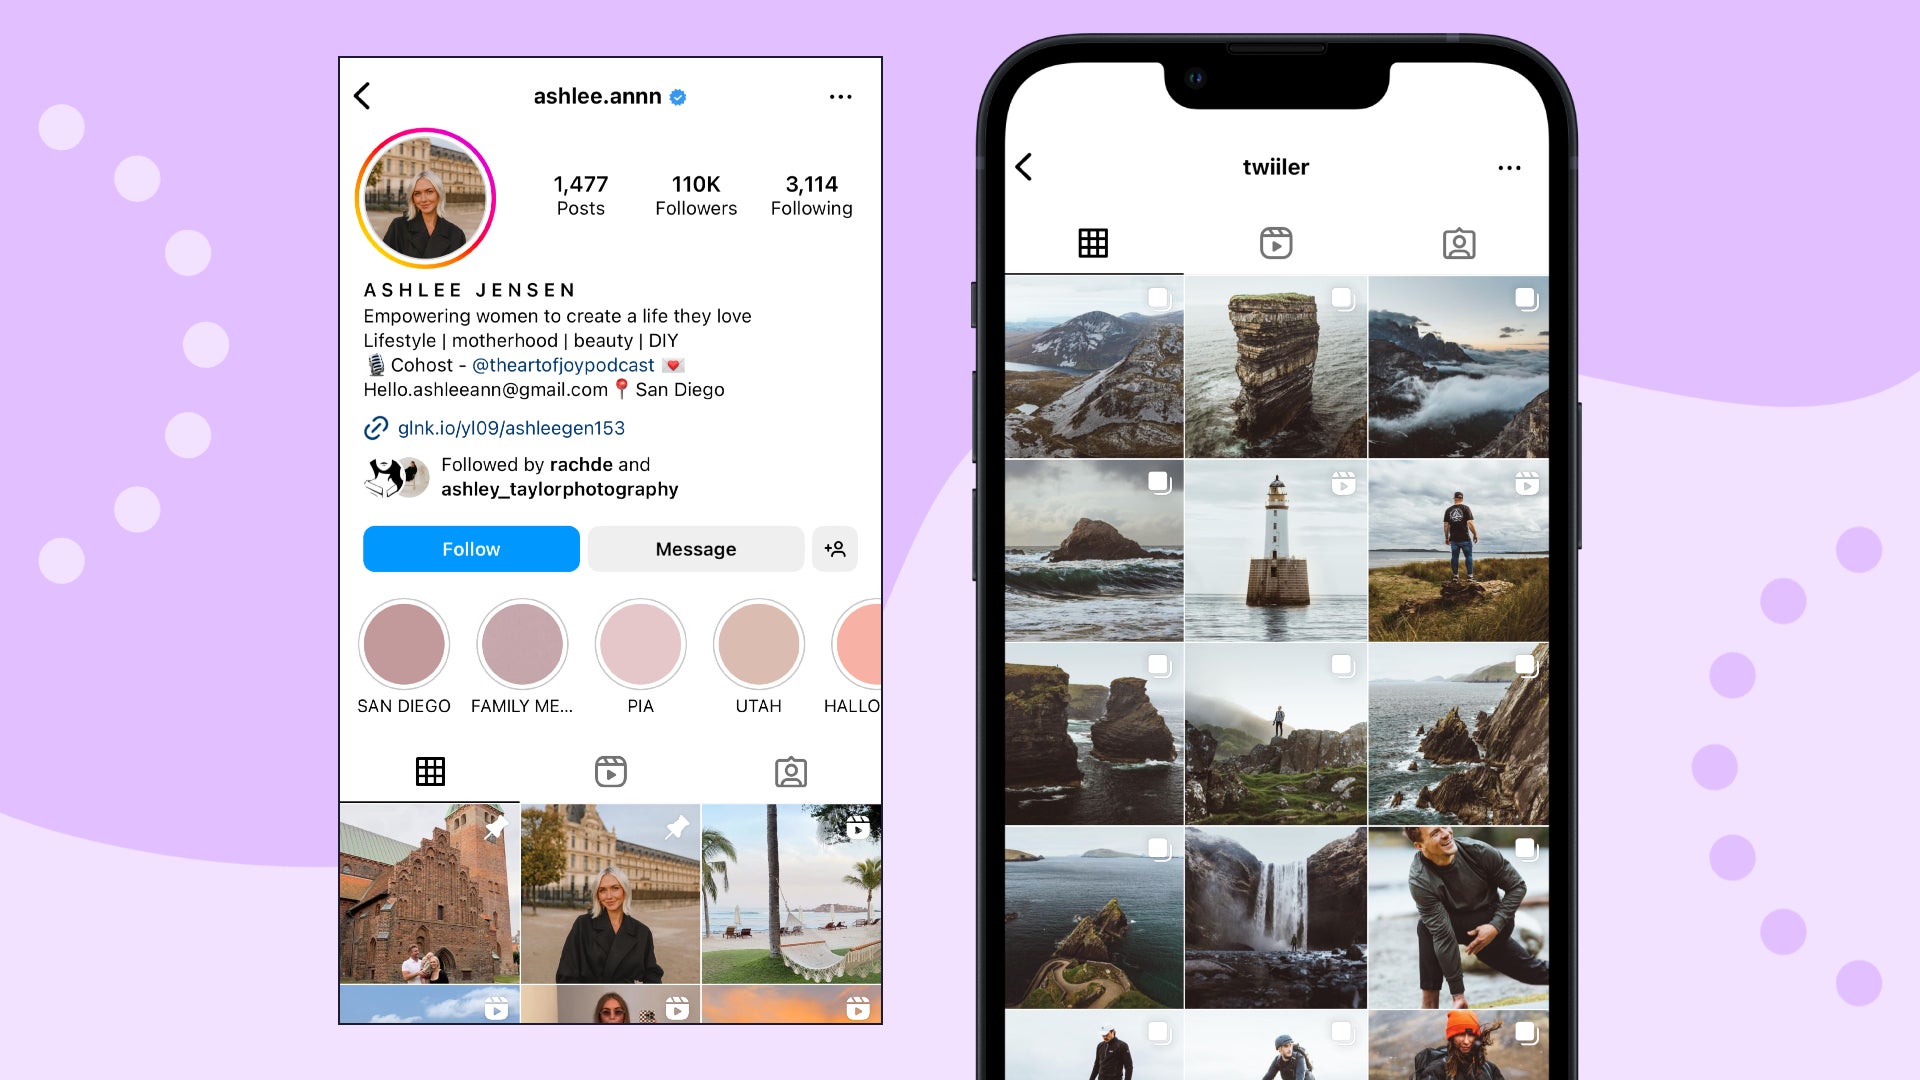 ashlee.annn
1,477
Posts
110K
Followers
3,114
Following
ASHLEE JENSEN
Empowering women to create a life they love
Lifestyle | motherhood | beauty | DIY
Cohost - @theartofjoypodcast
Hello.ashleeann@gmail.com San Diego
glnk.io/yl09/ashleegen153
Followed by rachde and
ashley_taylorphotography
Follow
Message
SAN DIEGO
FAMILY ME...
PIA
UTAH
HALLO
twiiler